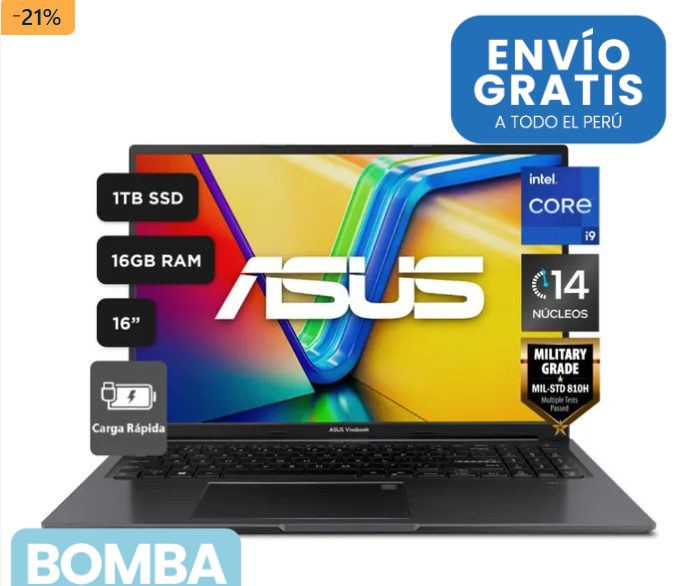 -21%
ENVÍO
GRATIS
A TODO EL PERÚ
1TB SSD
16GB RAM
16”
Carga Rápida
ASUS
intel.
CORE
i9
14
NÚCLEOS
MILITARY
GRADE
MIL-STD 810H
Multiple Tests
Passed
ASUS Vivobook
BOMBA